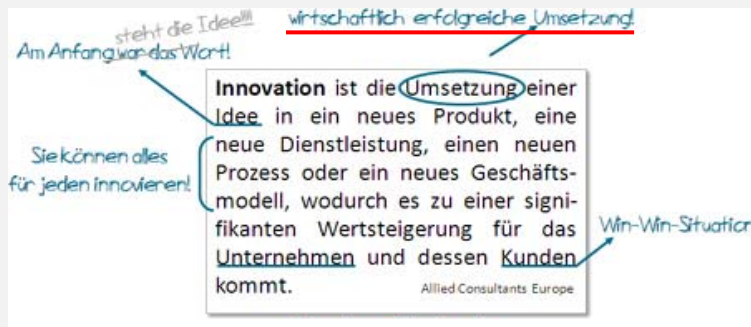 steht die Idee!!!
wirtschaftlich erfolgreiche Umsetzung!
Am Anfang war das Wort!
Innovation ist die Umsetzung einer
Idee in ein neues Produkt, eine
neue Dienstleistung, einen neuen
Prozess oder ein neues Geschäfts-
modell, wodurch es zu einer signi-
fikanten Wertsteigerung für das
Unternehmen und dessen Kunden
kommt.
Allied Consultants Europe
Sie können alles
für jeden innovieren!
Win-Win-Situation